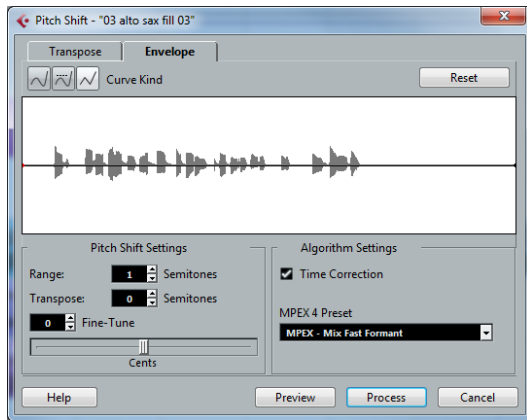 Pitch Shift - "03 alto sax fill 03"
Transpose Envelope
Curve Kind Reset
Pitch Shift Settings
Range: 1 Semitones
Transpose: 0 Semitones
0 Fine-Tune
Cents
Algorithm Settings
Time Correction
MPEX 4 Preset
MPEX - Mix Fast Formant
Help Preview Process Cancel